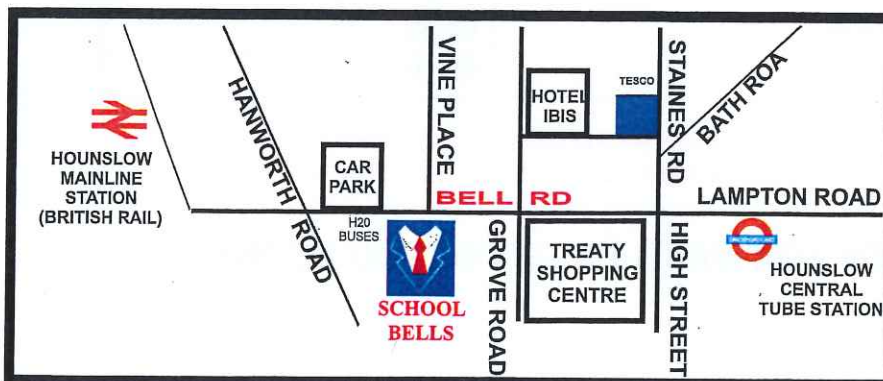 HOUNSLOW
MAINLINE
STATION
(BRITISH RAIL)
HANWORTH
ROAD
CAR
PARK
H20
BUSES
VINE PLACE
BELL RD
SCHOOL
BELLS
GROVE ROAD
HOTEL
IBIS
TESCO
TREATY
SHOPPING
CENTRE
STAINES RD
HIGH STREET
BATH ROA
LAMPTON ROAD
HOUNSLOW
CENTRAL
TUBE STATION